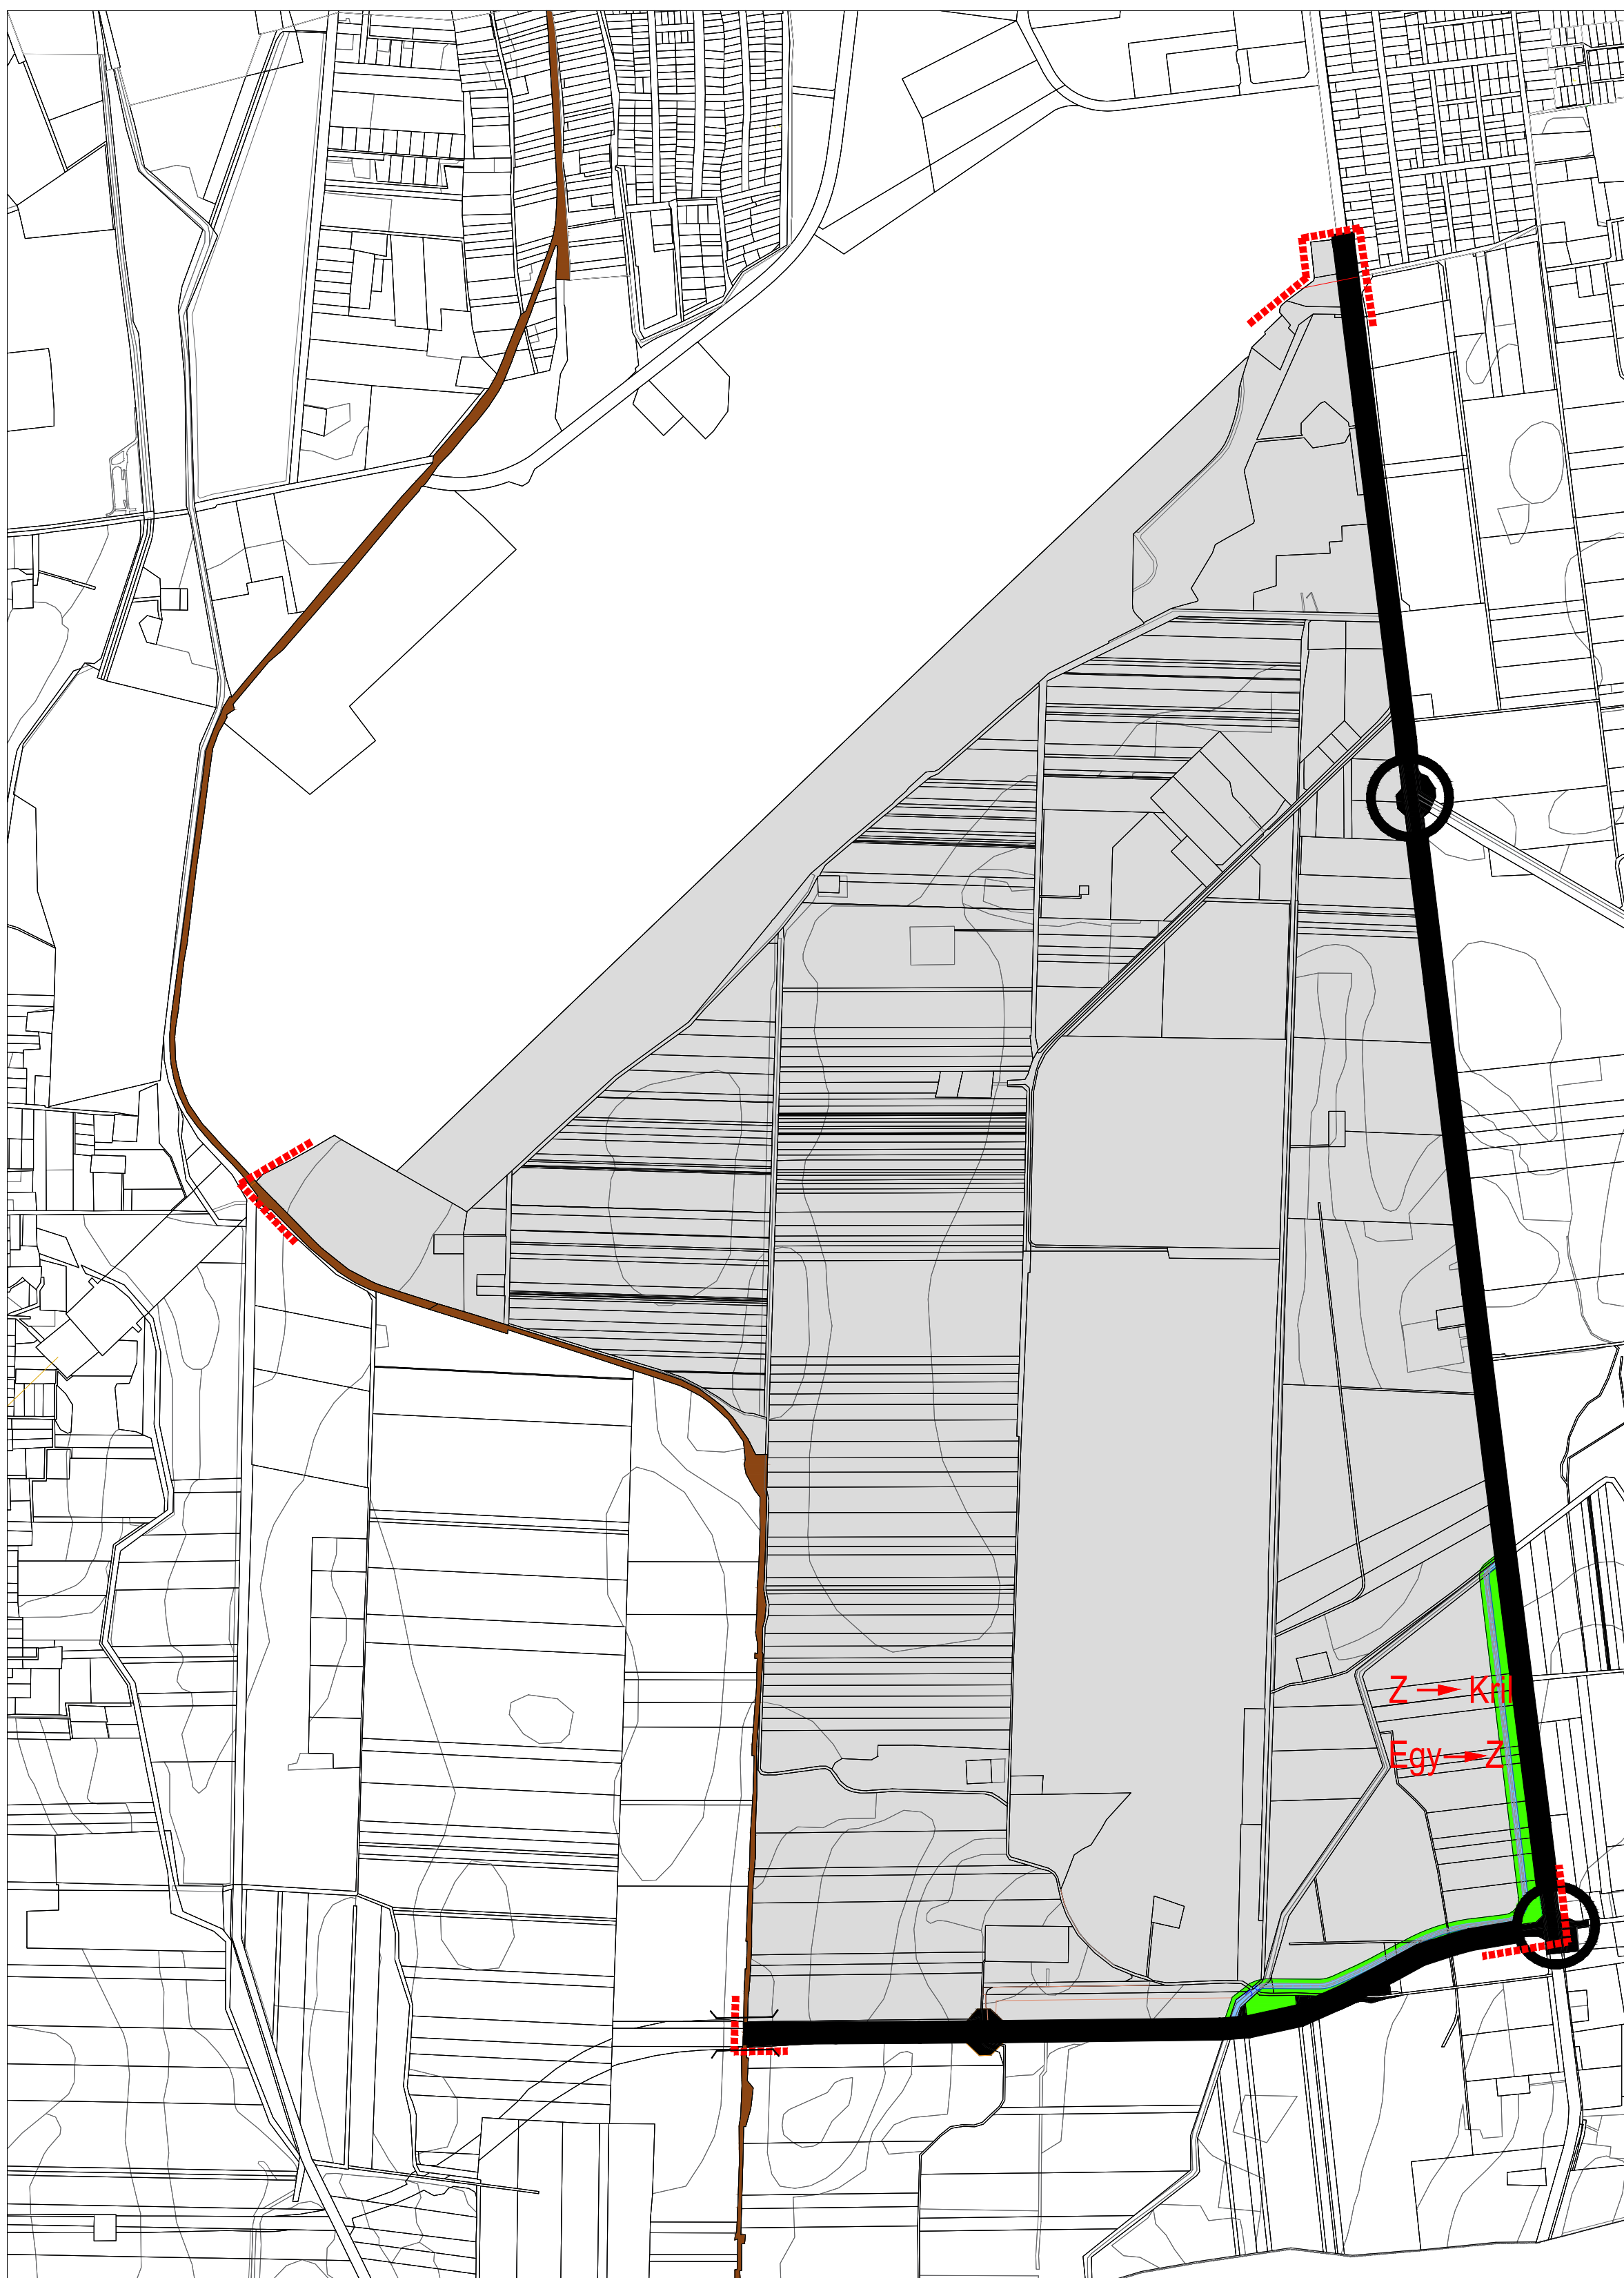 Z → Kril
Egy → Z